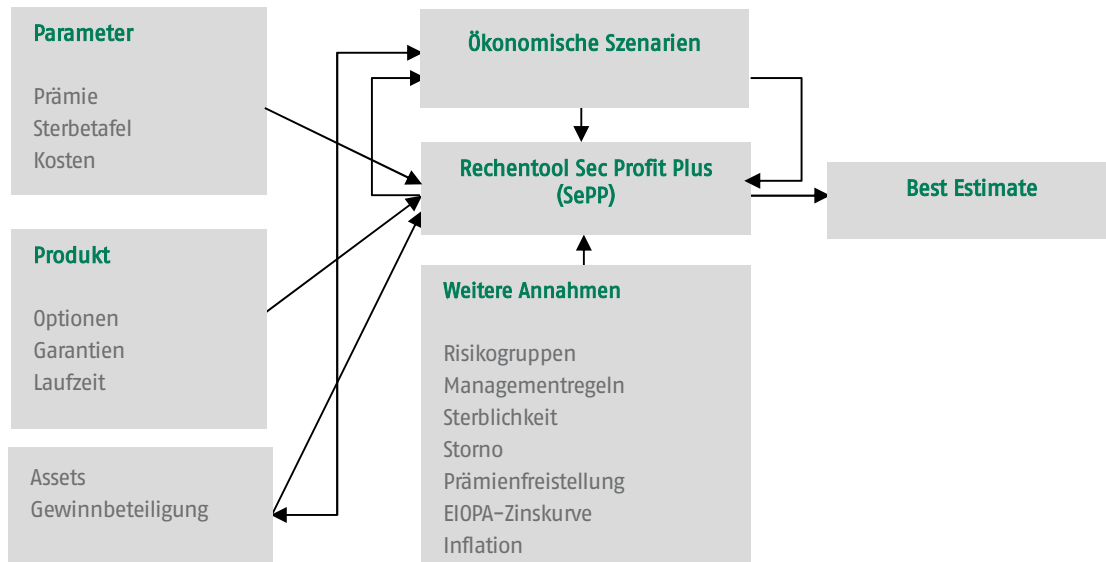 Parameter
Prämie
Sterbetafel
Kosten
Produkt
Optionen
Garantien
Laufzeit
Assets
Gewinnbeteiligung
Ökonomische Szenarien
Rechentool Sec Profit Plus
(SePP)
Weitere Annahmen
Risikogruppen
Managementregeln
Sterblichkeit
Storno
Prämienfreistellung
EIOPA-Zinskurve
Inflation
Best Estimate